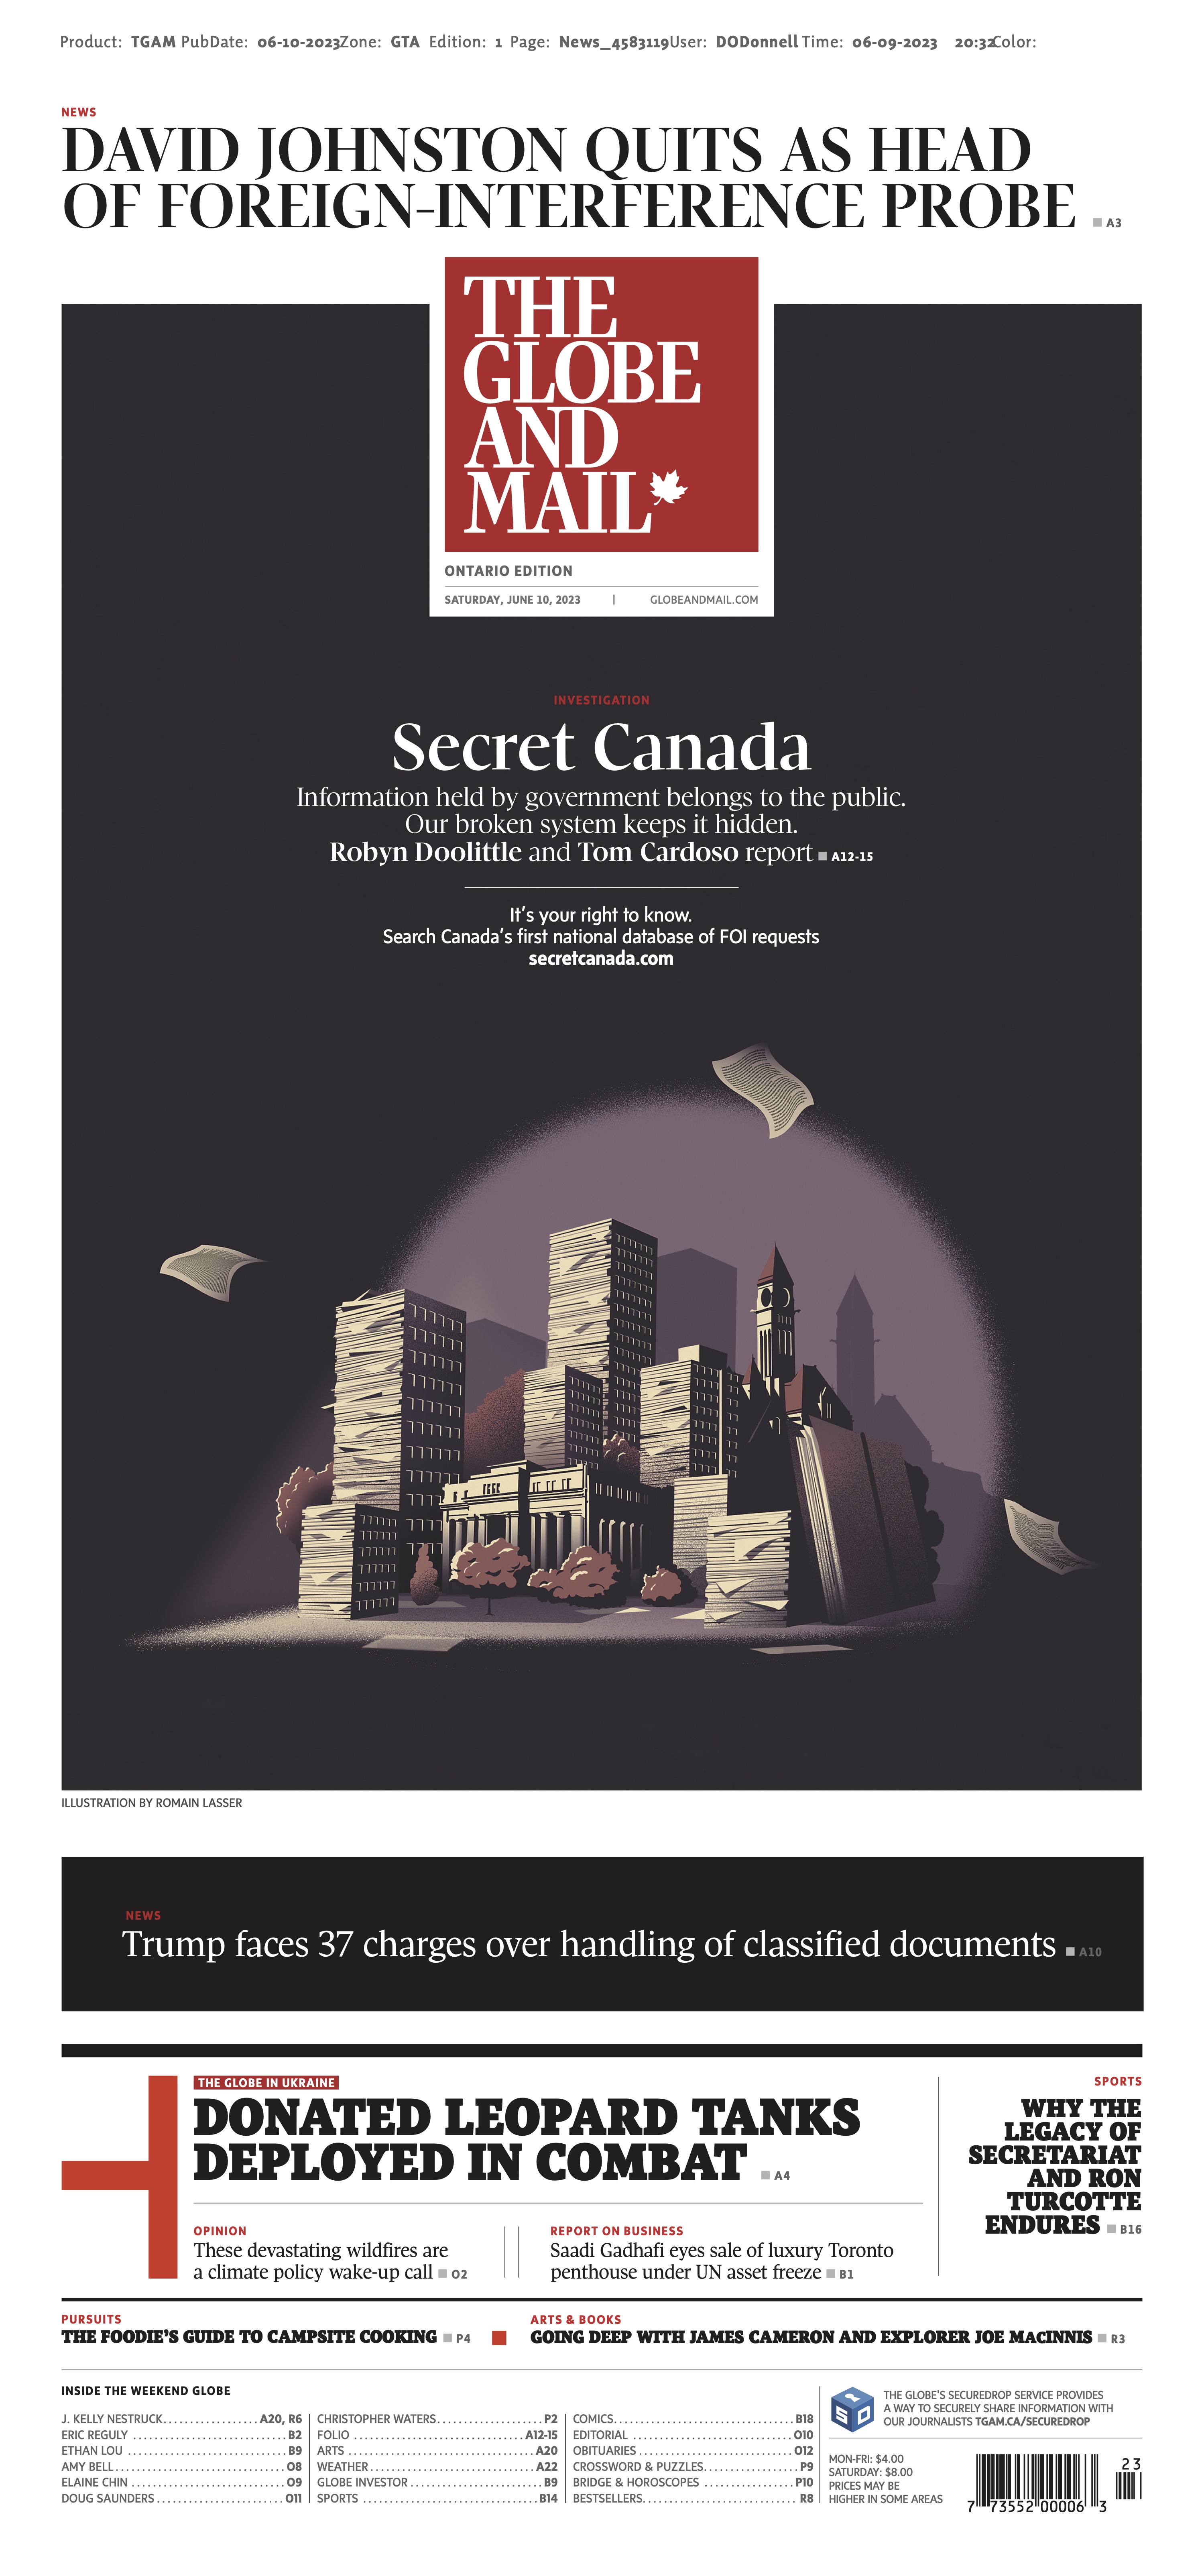 Product: TGAM PubDate: 06-10-2023Zone: GTA Edition: 1 Page: News_4583119User: DODonnell Time: 06-09-2023 20:32Color:
NEWS
DAVID JOHNSTON QUITS AS HEAD
OF FOREIGN-INTERFERENCE PROBE A3
THE
GLOBE
AND
MAIL
ONTARIO EDITION
SATURDAY, JUNE 10, 2023 | GLOBEANDMAIL.COM
INVESTIGATION
Secret Canada
Information held by government belongs to the public.
Our broken system keeps it hidden.
Robyn Doolittle and Tom Cardoso report A12-15
It's your right to know.
Search Canada's first national database of FOI requests
secretcanada.com
ILLUSTRATION BY ROMAIN LASSER
NEWS
Trump faces 37 charges over handling of classified documents A10
THE GLOBE IN UKRAINE
DONATED LEOPARD TANKS
DEPLOYED IN COMBAT A4
OPINION
These devastating wildfires are
a climate policy wake-up call O2
REPORT ON BUSINESS
Saadi Gadhafi eyes sale of luxury Toronto
penthouse under UN asset freeze B1
SPORTS
WHY THE
LEGACY OF
SECRETARIAT
AND RON
TURCOTTE
ENDURES B16
PURSUITS
THE FOODIE'S GUIDE TO CAMPSITE COOKING P4
ARTS & BOOKS
GOING DEEP WITH JAMES CAMERON AND EXPLORER JOE MACINNIS R3
INSIDE THE WEEKEND GLOBE
J. KELLY NESTRUCK.................. A20, R6
ERIC REGULY ............................. B2
ETHAN LOU ............................... B9
AMY BELL................................. O8
ELAINE CHIN ............................. O9
DOUG SAUNDERS......................... O11
CHRISTOPHER WATERS.................... P2
FOLIO ................................. A12-15
ARTS .................................... A20
WEATHER................................ A22
GLOBE INVESTOR ......................... B9
SPORTS ................................. B14
COMICS.................................. B18
EDITORIAL ............................... O10
OBITUARIES .............................. O12
CROSSWORD & PUZZLES................. P9
BRIDGE & HOROSCOPES ................. P10
BESTSELLERS............................. R8
THE GLOBE'S SECUREDROP SERVICE PROVIDES
A WAY TO SECURELY SHARE INFORMATION WITH
OUR JOURNALISTS TGAM.CA/SECUREDROP
MON-FRI: $4.00
SATURDAY: $8.00
PRICES MAY BE
HIGHER IN SOME AREAS
23
7 73552 00006 3